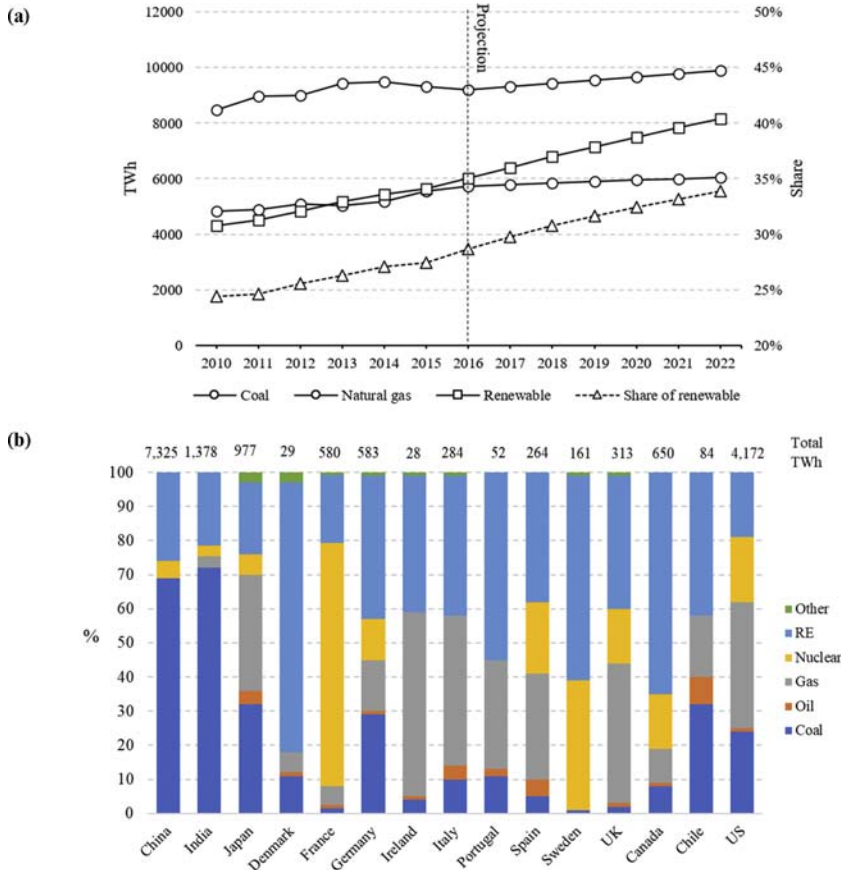 (a)
12000 50%
Projection
10000 45%
8000 40%
TWh 6000 35% Share
4000 30%
2000 25%
0 20%
2010 2011 2012 2013 2014 2015 2016 2017 2018 2019 2020 2021 2022
Coal Natural gas Renewable Share of renewable
(b)
7,325 1,378 977 29 580 583 28 284 52 264 161 313 650 84 4,172 Total
TWh
100
90
80
70
60
50
%
40
30
20
10
0
Other
RE
Nuclear
Gas
Oil
Coal
China India Japan Denmark France Germany Ireland Italy Portugal Spain Sweden UK Canada Chile US